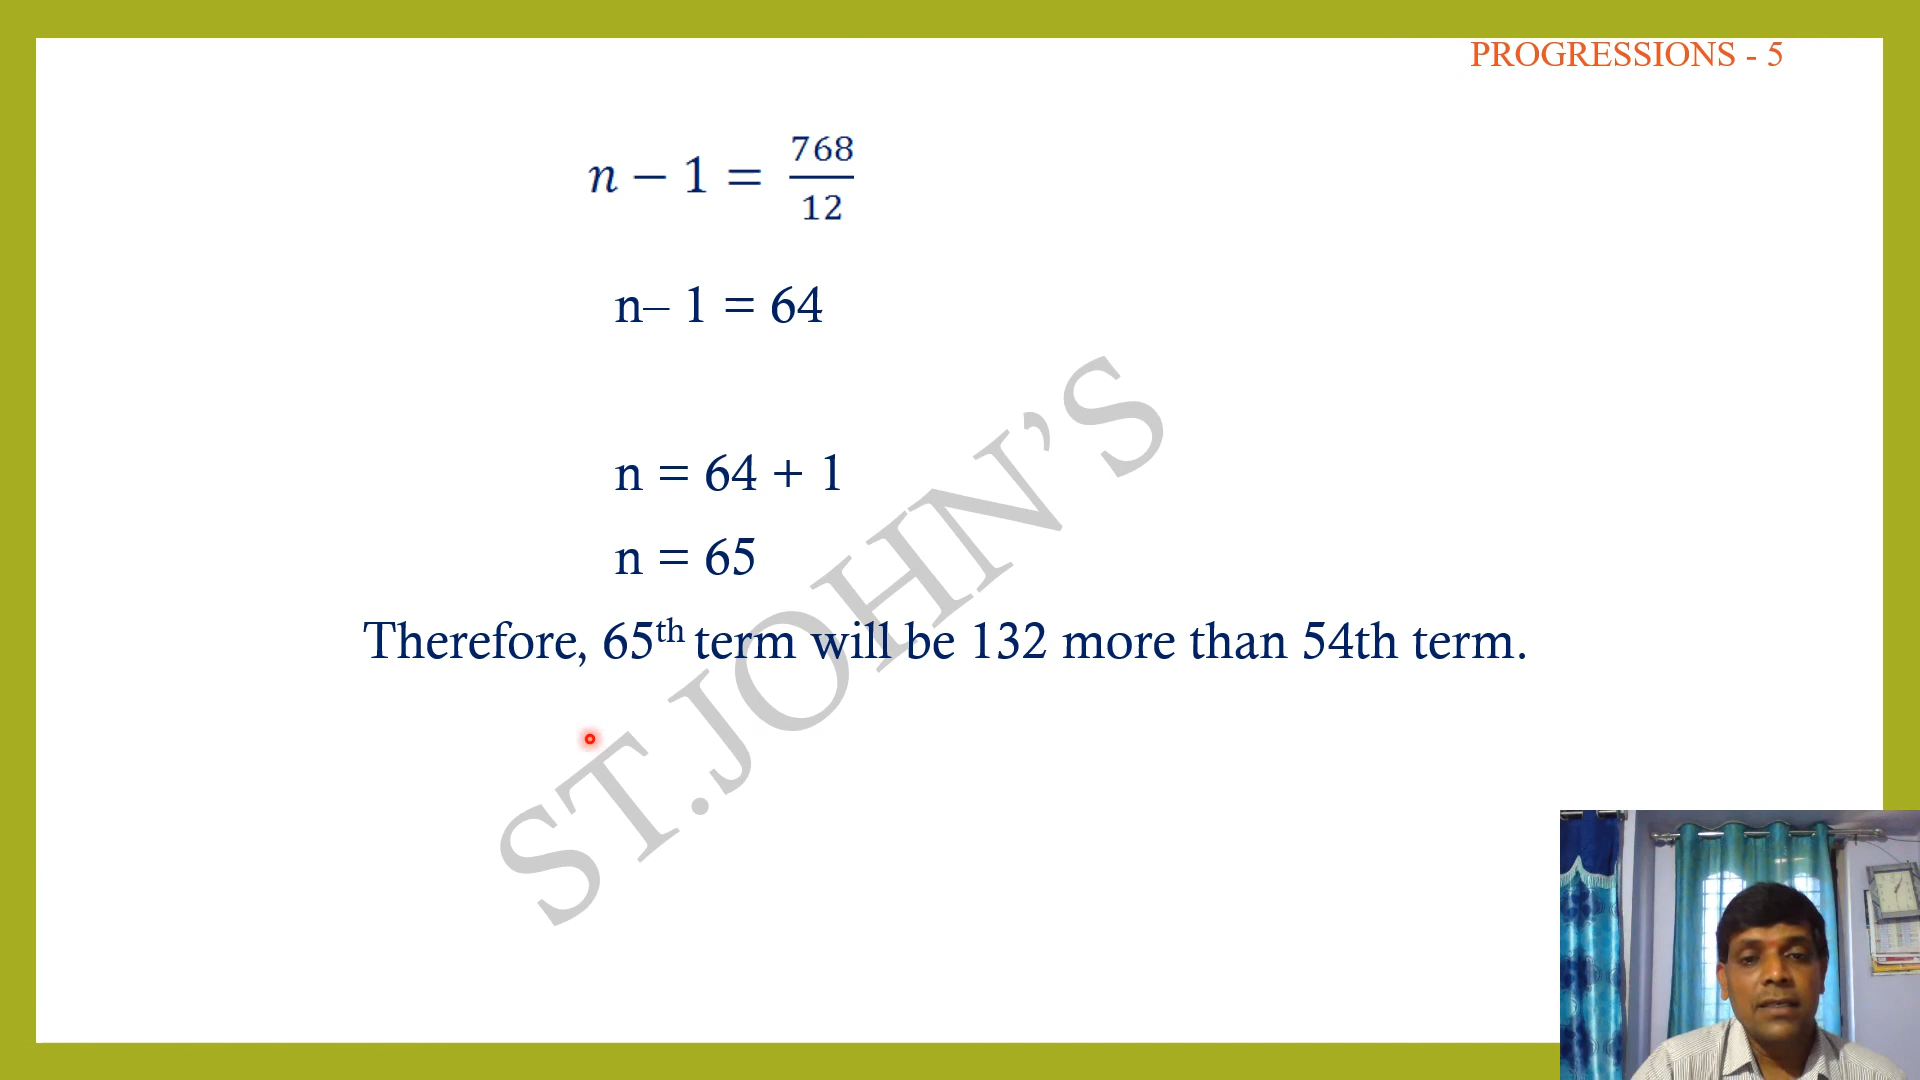 PROGRESSIONS - 5
n − 1 = 768/12
n– 1 = 64
n = 64 + 1
n = 65
Therefore, 65th term will be 132 more than 54th term.
ST.JOHN’S